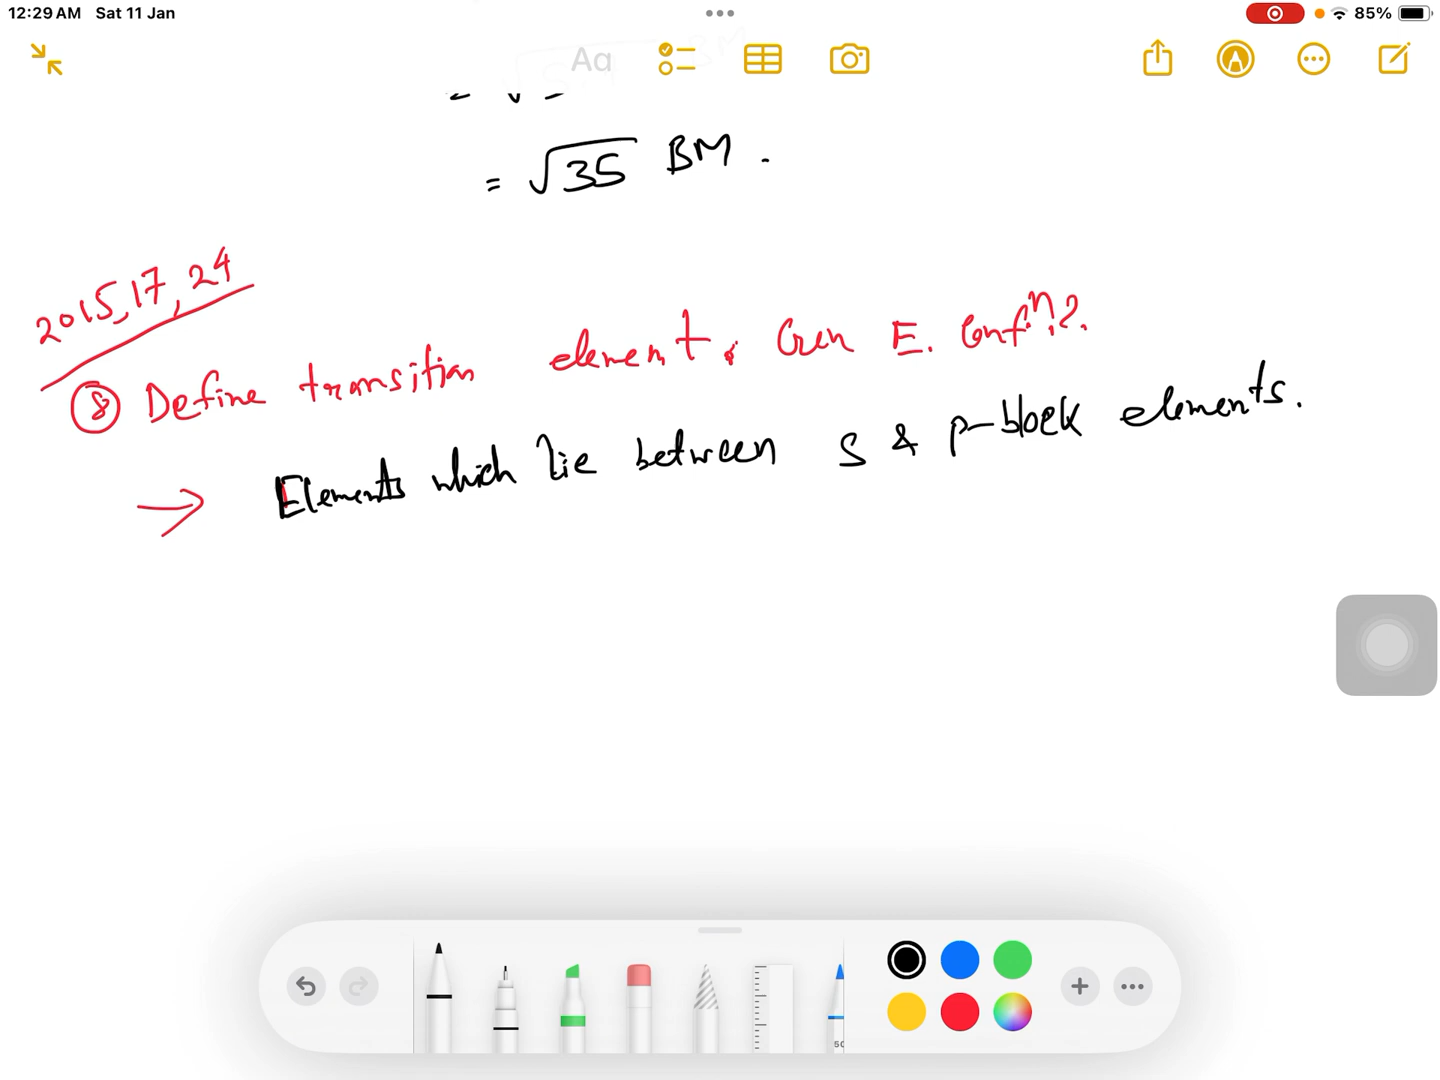 12:29 AM Sat 11 Jan
85%
Aa
= √35 BM.
2015, 17, 24
⑧ Define transition element, Gen E. Confⁿ.?
→ Elements which lie between s & p-block elements.
50